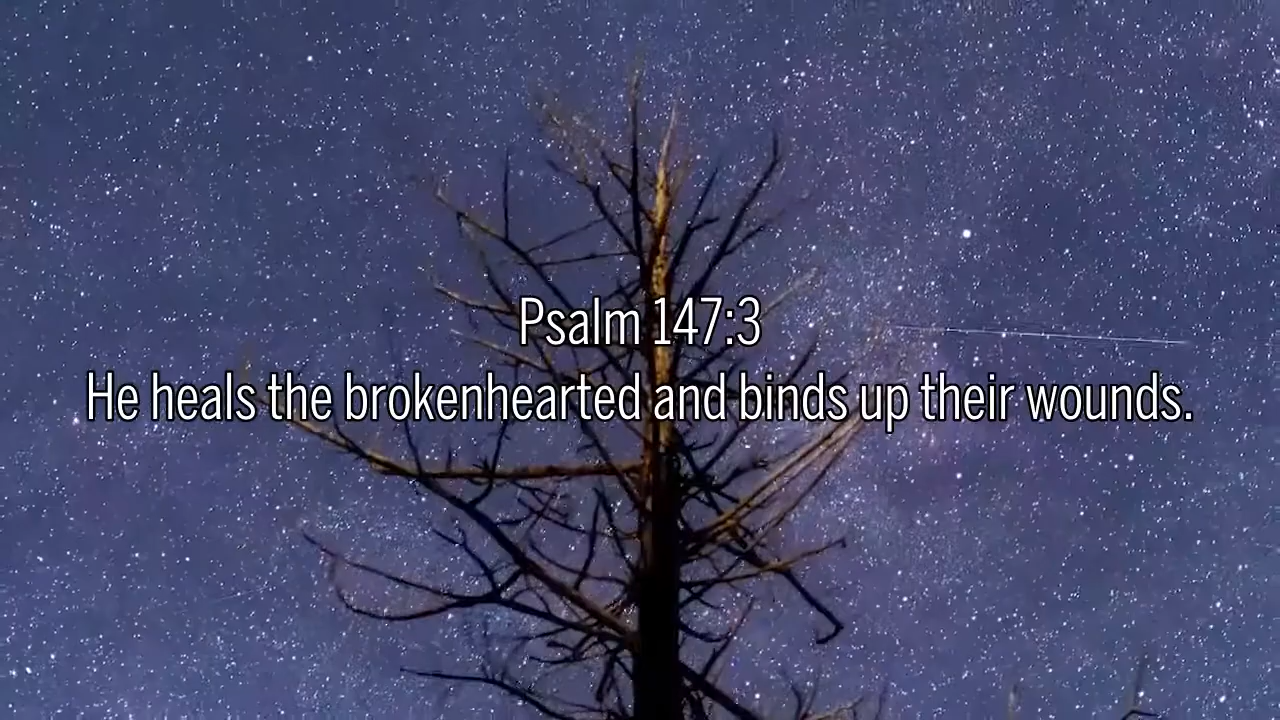 Psalm 147:3
He heals the brokenhearted and binds up their wounds.